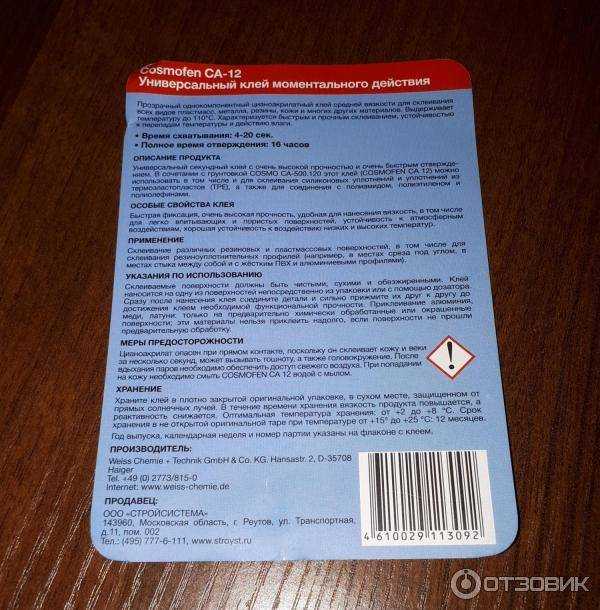 Cosmofen CA-12
Универсальный клей моментального действия
Прозрачный однокомпонентный цианоакрилатный клей средней вязкости для склеивания
всех видов пластмасс, металла, резины, кожи и многих других материалов. Выдерживает
температуру до 110°С. Характеризуется быстрым и прочным склеиванием, устойчивостью
к перепадам температуры и действию влаги.
• Время схватывания: 4-20 сек.
• Полное время отверждения: 16 часов
ОПИСАНИЕ ПРОДУКТА
Универсальный секундный клей с очень высокой прочностью и очень быстрым отвержде-
нием. В сочетании с грунтовкой COSMO CA-500.120 этот клей (COSMOFEN CA 12) можно
использовать в том числе и для склеивания силиконовых уплотнений и уплотнений из
термоэластопластов (TPE), а также для соединения с полиамидом, полиэтиленом и
полиолефинами.
ОСОБЫЕ СВОЙСТВА КЛЕЯ
Быстрая фиксация, очень высокая прочность, удобная для нанесения вязкость, в том числе
для легко впитывающих и пористых поверхностей, устойчивость к атмосферным
воздействиям, хорошая устойчивость к воздействию низких и высоких температур.
ПРИМЕНЕНИЕ
Склеивание различных резиновых и пластмассовых поверхностей, в том числе для
склеивания резиноуплотнительных профилей (например, в местах среза под углом, в
местах стыка между собой и с жёстким ПВХ и алюминиевыми профилями).
УКАЗАНИЯ ПО ИСПОЛЬЗОВАНИЮ
Склеиваемые поверхности должны быть чистыми, сухими и обезжиренными. Клей
наносится на одну из поверхностей непосредственно из упаковки или с помощью дозатора
Сразу после нанесения клея соедините детали и сильно прижмите их друг к другу до
достижения клеем необходимой функциональной прочности. Приклеивание алюминия,
меди, латуни: только на предварительно химически обработанные или окрашенные
поверхности; эти материалы нельзя приклеить надолго, если поверхности не прошли
предварительную обработку.
МЕРЫ ПРЕДОСТОРОЖНОСТИ
Цианоакрилат опасен при прямом контакте, поскольку он склеивает кожу и веки
за несколько секунд, может вызывать тошноту, а также головокружение. После
вдыхания паров необходимо обеспечить доступ свежего воздуха. При попадании
на кожу необходимо смыть COSMOFEN CA 12 водой с мылом.
ХРАНЕНИЕ
Храните клей в плотно закрытой оригинальной упаковке, в сухом месте, защищенном от
прямых солнечных лучей. В течение времени хранения вязкость продукта повышается, а
реактивность снижается. Оптимальная температура хранения: от +2 до +8 °С. Срок
хранения в не открытой оригинальной таре при температуре от +15° до +25 °С: 12 месяцев.
Год выпуска, календарная неделя и номер партии указаны на флаконе с клеем.
ПРОИЗВОДИТЕЛЬ:
Weiss Chemie + Technik GmbH & Co. KG, Hansastr. 2, D-35708
Haiger
Tel. +49 (0) 2773/815-0
Internet: www.weiss-chemie.de
ПРОДАВЕЦ:
ООО «СТРОЙСИСТЕМА»
143960, Московская область, г. Реутов, ул. Транспортная,
д.11, пом. 002
Тел.: (495) 777-6-111, www.stroyst.ru
4 610029 113092
ОТЗОВИК